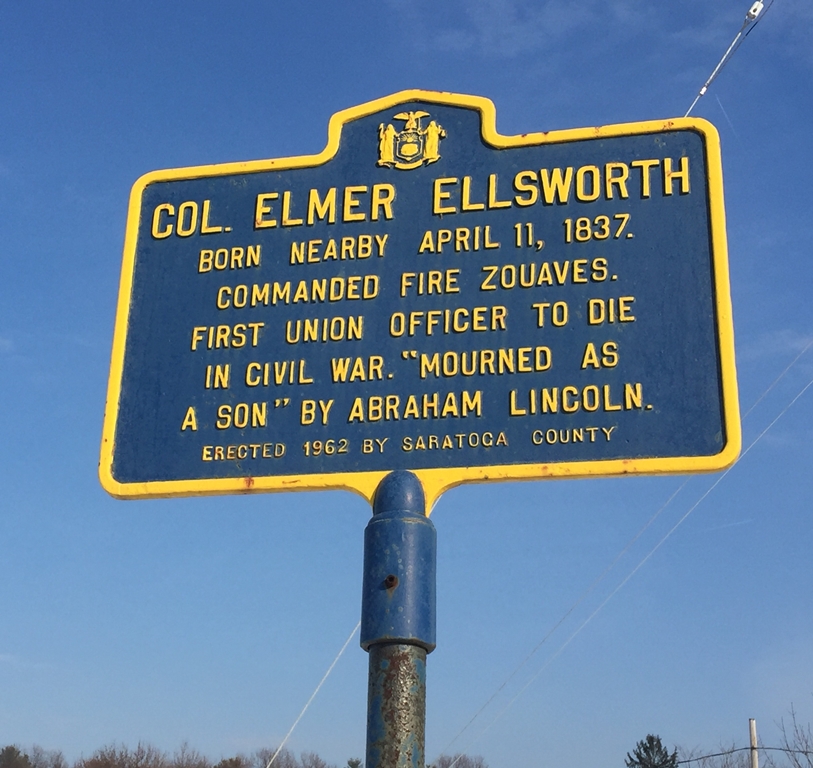 COL. ELMER ELLSWORTH
BORN NEARBY APRIL 11, 1837.
COMMANDED FIRE ZOUAVES.
FIRST UNION OFFICER TO DIE
IN CIVIL WAR. "MOURNED AS
A SON" BY ABRAHAM LINCOLN.
ERECTED 1962 BY SARATOGA COUNTY